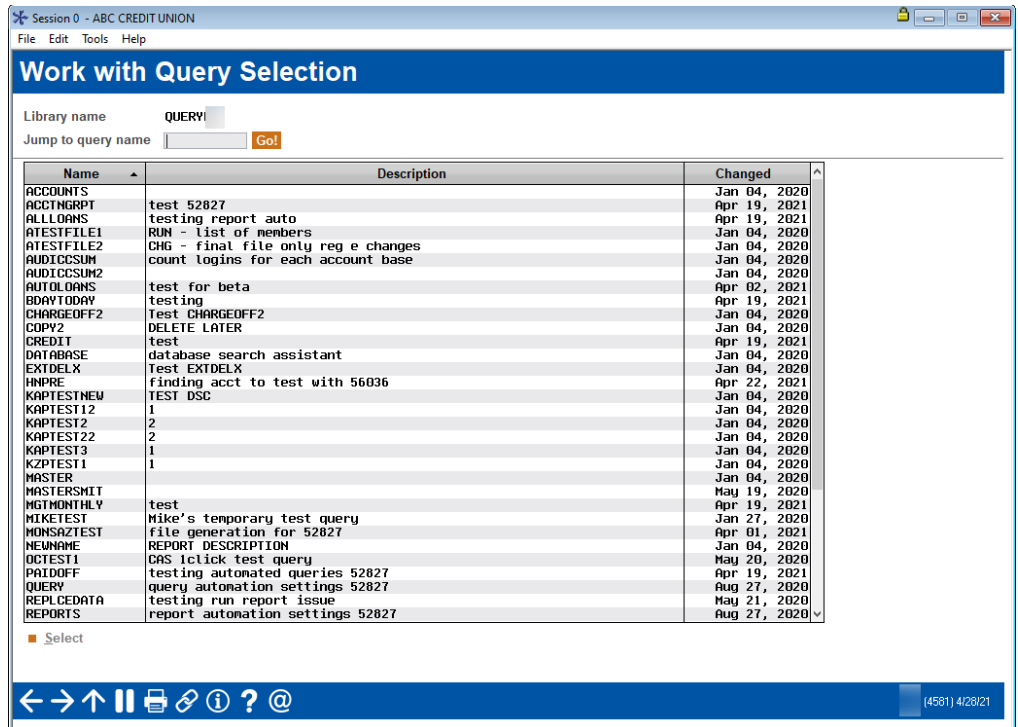 Session 0 - ABC CREDIT UNION
File Edit Tools Help
Work with Query Selection
Library name QUERY
Jump to query name Go!
Name Description Changed
ACCOUNTS Jan 04, 2020
ACCTNGRPT test 52827 Apr 19, 2021
ALLLOANS testing report auto Apr 19, 2021
ATESTFILE1 RUN - list of members Jan 04, 2020
ATESTFILE2 CHG - final file only reg e changes Jan 04, 2020
AUDICCSUM count logins for each account base Jan 04, 2020
AUDICCSUM2 Jan 04, 2020
AUTOLOANS test for beta Apr 02, 2021
BDAYTODAY testing Apr 19, 2021
CHARGEOFF2 Test CHARGEOFF2 Jan 04, 2020
COPY2 DELETE LATER Jan 04, 2020
CREDIT test Apr 19, 2021
DATABASE database search assistant Jan 04, 2020
EXTDELX Test EXTDELX Jan 04, 2020
HNPRE finding acct to test with 56036 Apr 22, 2021
KAPTESTNEW TEST DSC Jan 04, 2020
KAPTEST12 1 Jan 04, 2020
KAPTEST2 2 Jan 04, 2020
KAPTEST22 2 Jan 04, 2020
KAPTEST3 1 Jan 04, 2020
KZPTEST1 1 Jan 04, 2020
MASTER Jan 04, 2020
MASTERSMIT May 19, 2020
MGTMONTHLY test Apr 19, 2021
MIKETEST Mike's temporary test query Jan 27, 2020
MONSAZTEST file generation for 52827 Apr 01, 2021
NEWNAME REPORT DESCRIPTION Jan 04, 2020
OCTEST1 CAS 1click test query May 20, 2020
PAIDOFF testing automated queries 52827 Apr 19, 2021
QUERY query automation settings 52827 Aug 27, 2020
REPLCEDATA testing run report issue May 21, 2020
REPORTS report automation settings 52827 Aug 27, 2020
Select
(4581) 4/28/21